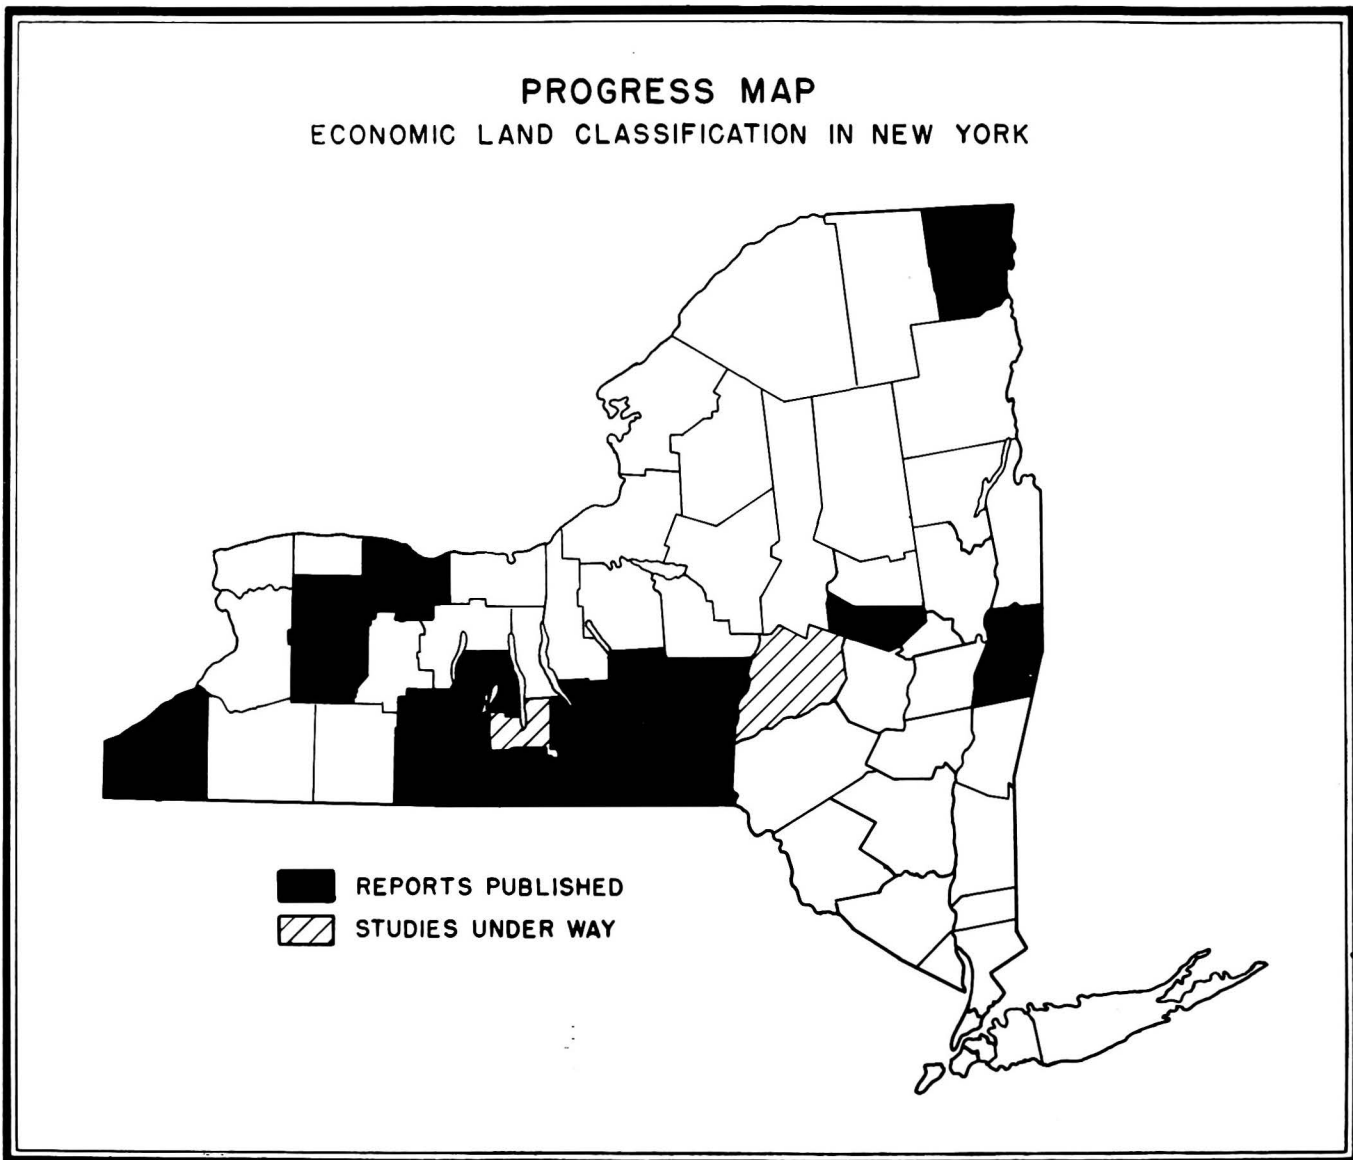 PROGRESS MAP
ECONOMIC LAND CLASSIFICATION IN NEW YORK
REPORTS PUBLISHED
STUDIES UNDER WAY